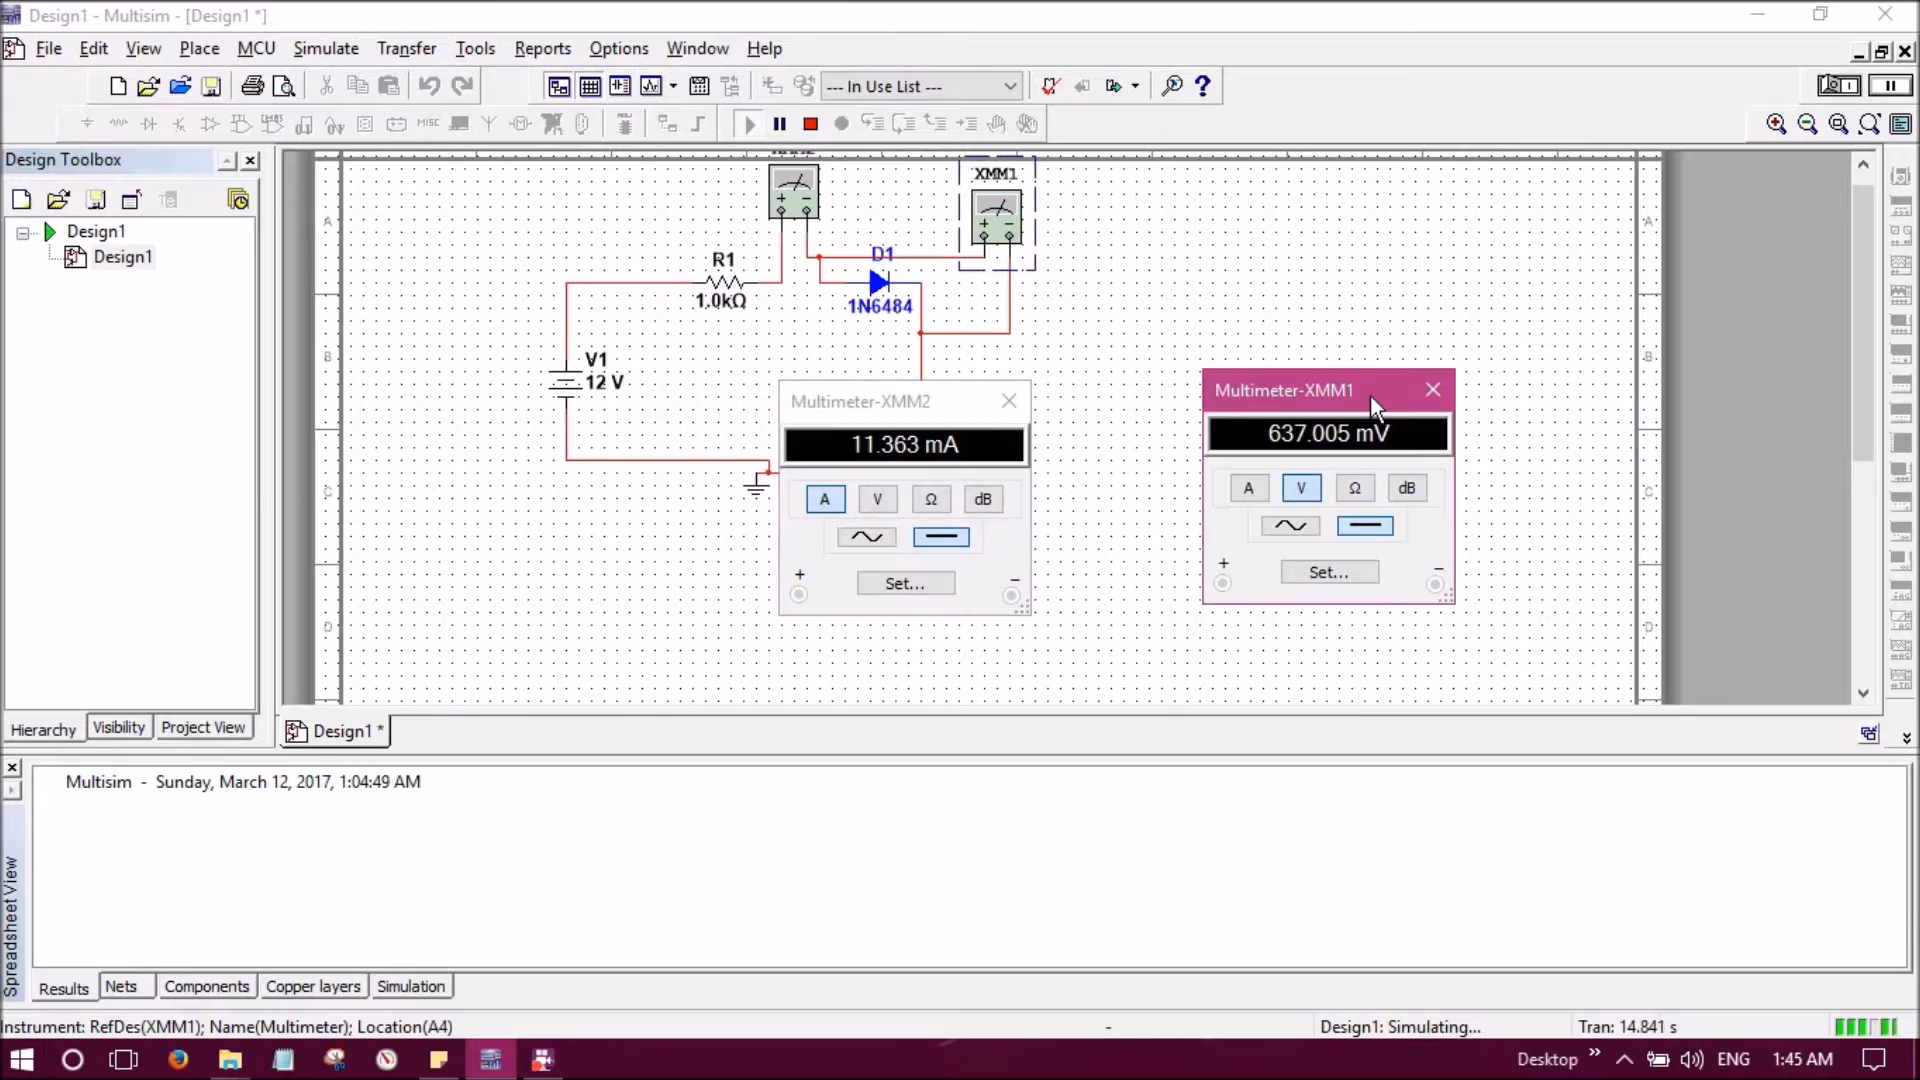 Design1 - Multisim - [Design1 *]
File Edit View Place MCU Simulate Transfer Tools Reports Options Window Help
--- In Use List ---
MISC
Design Toolbox
Design1
Design1
Hierarchy Visibility Project View
XMM1
R1
1.0kΩ
D1
1N6484
V1
12 V
A
B
C
D
A
B
C
D
Multimeter-XMM2
11.363 mA
A V Ω dB
+ −
Set...
Multimeter-XMM1
637.005 mV
A V Ω dB
+ −
Set...
Design1 *
Multisim - Sunday, March 12, 2017, 1:04:49 AM
Spreadsheet View
Results Nets Components Copper layers Simulation
Instrument: RefDes(XMM1); Name(Multimeter); Location(A4)
-
Design1: Simulating...
Tran: 14.841 s
Desktop
ENG
1:45 AM